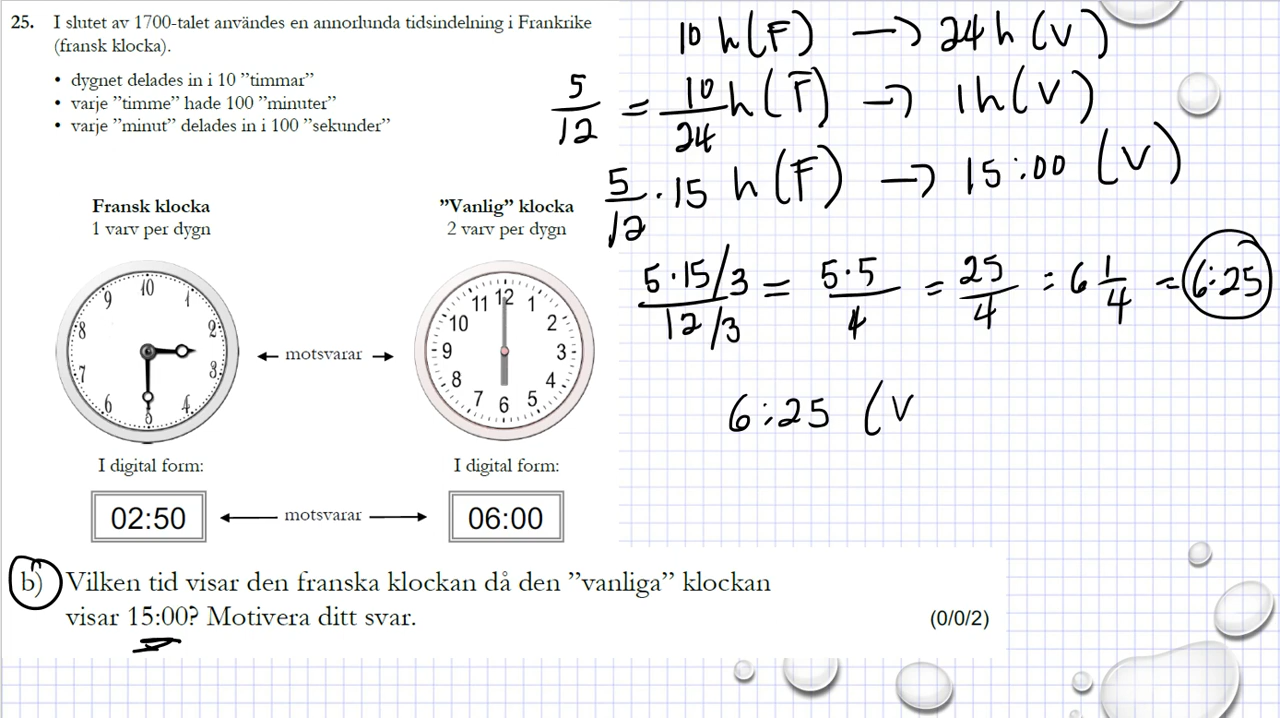 25. I slutet av 1700-talet användes en annorlunda tidsindelning i Frankrike
(fransk klocka).
• dygnet delades in i 10 ”timmar”
• varje ”timme” hade 100 ”minuter”
• varje ”minut” delades in i 100 ”sekunder”
Fransk klocka
1 varv per dygn
”Vanlig” klocka
2 varv per dygn
10 1 2 3 4 5 6 7 8 9
← motsvarar →
12 1 2 3 4 5 6 7 8 9 10 11
I digital form:
I digital form:
02:50
← motsvarar →
06:00
b) Vilken tid visar den franska klockan då den ”vanliga” klockan
visar 15:00? Motivera ditt svar.
(0/0/2)
10 h (F) → 24 h (V)
5/12 = 10/24 h (F) → 1h (V)
5/12 · 15 h (F) → 15:00 (V)
5·15/3 / 12/3 = 5·5/4 = 25/4 = 6 1/4 = 6:25
6:25 (V